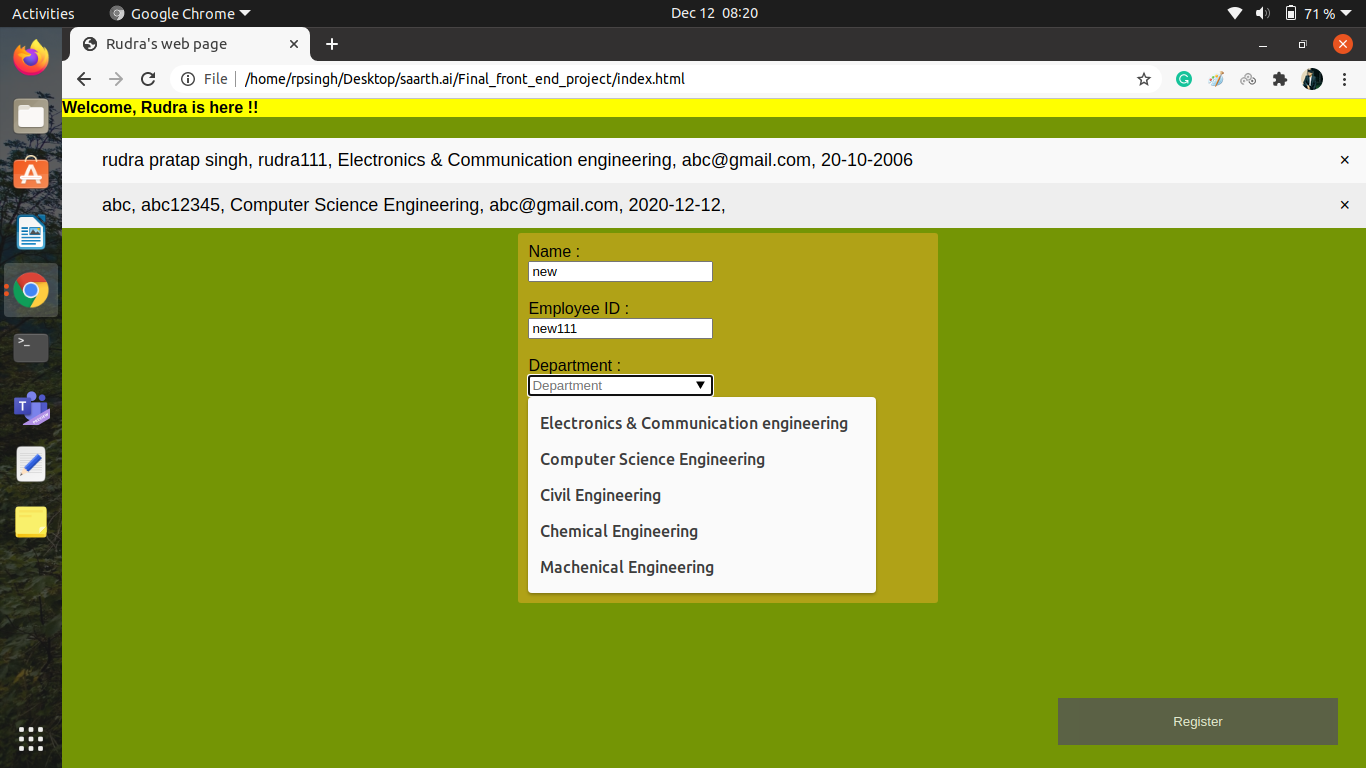 Activities Google Chrome Dec 12 08:20 71 %
Rudra's web page
File /home/rpsingh/Desktop/saarth.ai/Final_front_end_project/index.html
Welcome, Rudra is here !!
rudra pratap singh, rudra111, Electronics & Communication engineering, abc@gmail.com, 20-10-2006 ×
abc, abc12345, Computer Science Engineering, abc@gmail.com, 2020-12-12, ×
Name :
new
Employee ID :
new111
Department :
Department
Electronics & Communication engineering
Computer Science Engineering
Civil Engineering
Chemical Engineering
Machenical Engineering
Register